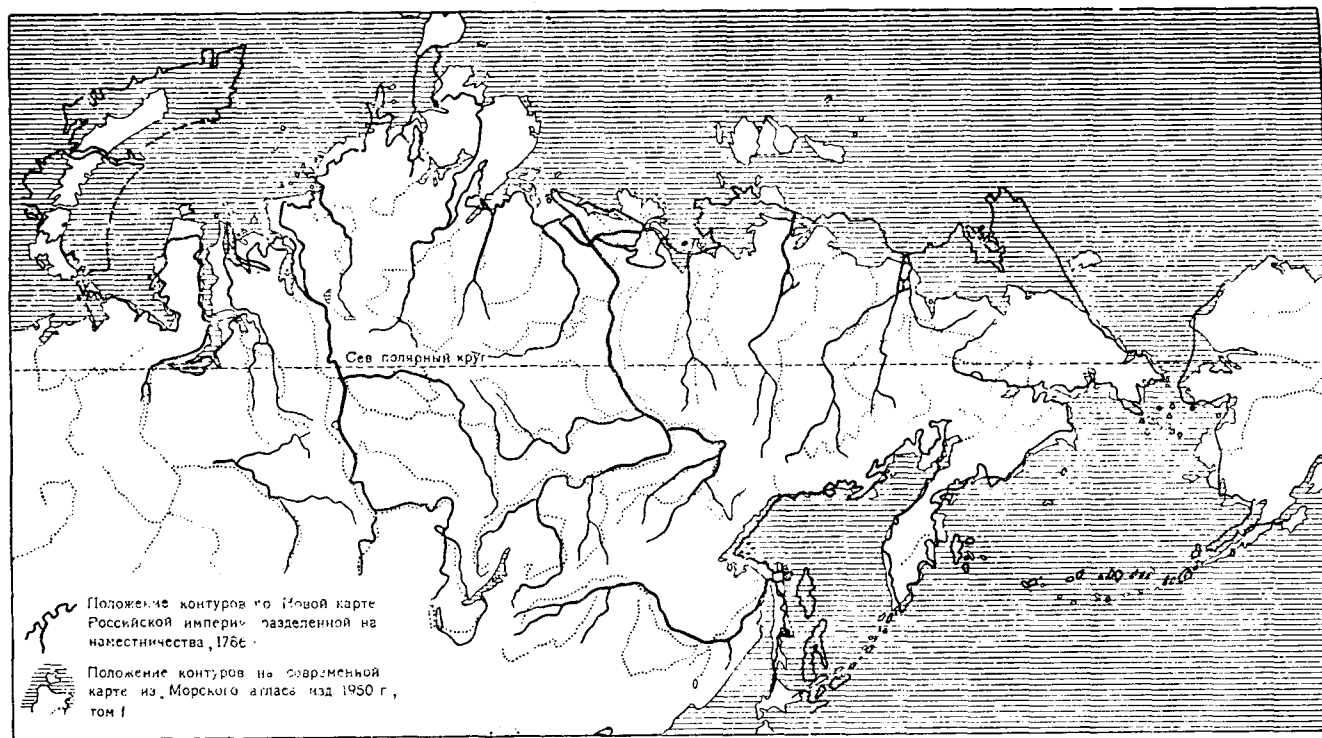 Сев полярный круг
Положение контуров по Новой карте
Российской империи разделенной на
наместничества, 1786
Положение контуров на современной
карте из „Морского атласа изд. 1950 г.,
том I